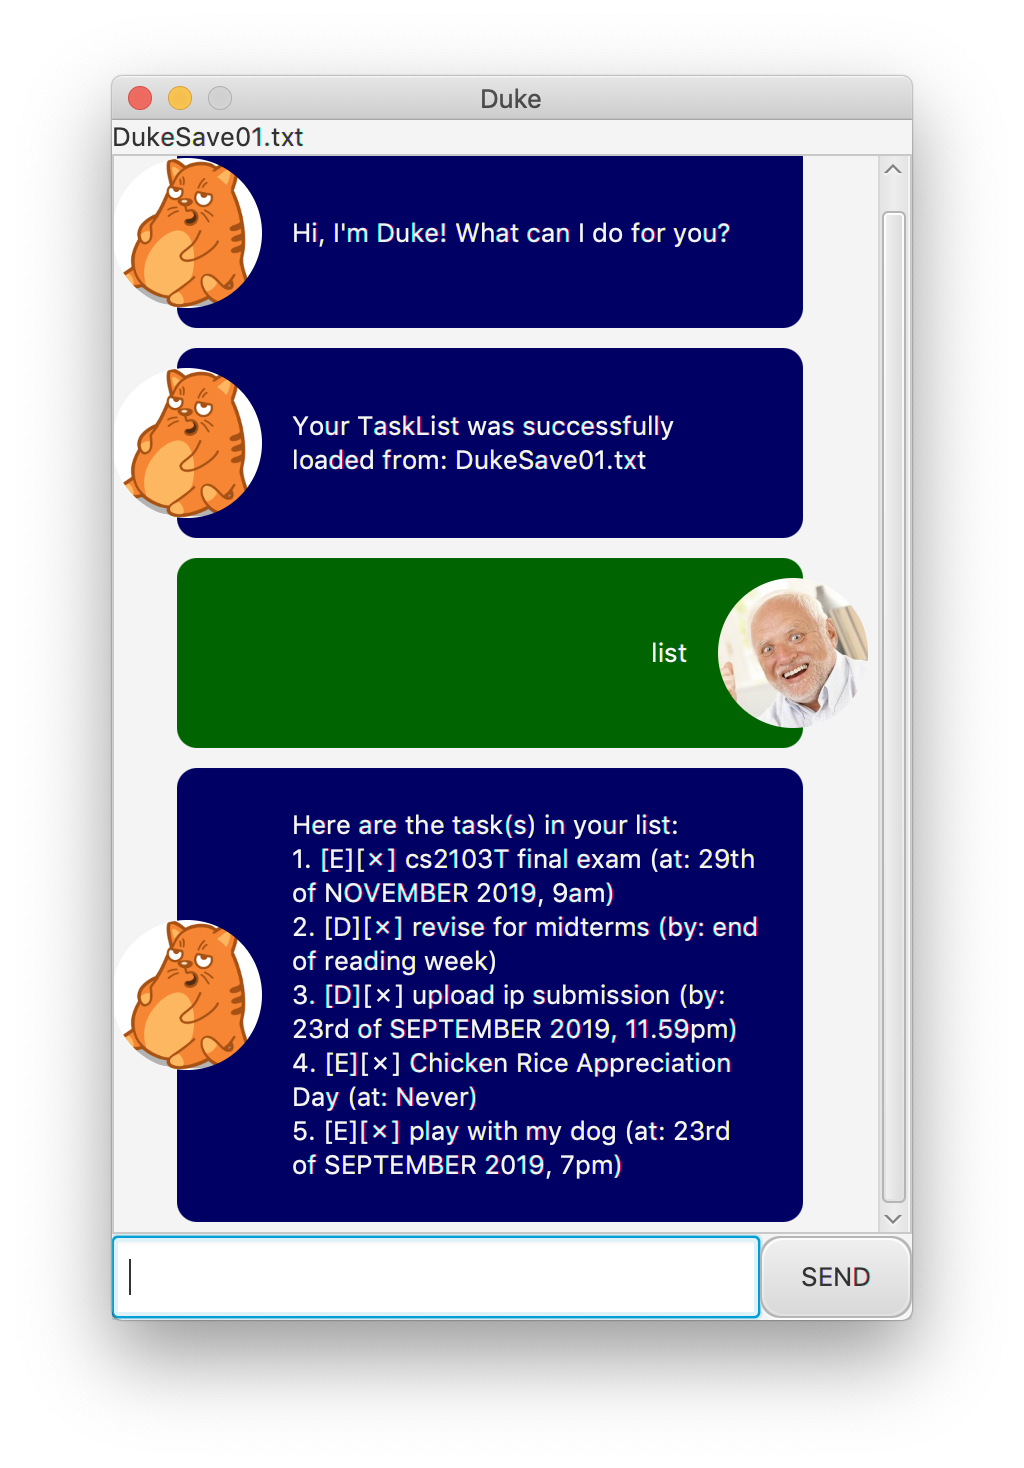 Duke
DukeSave01.txt
Hi, I'm Duke! What can I do for you?
Your TaskList was successfully
loaded from: DukeSave01.txt
list
Here are the task(s) in your list:
1. [E][×] cs2103T final exam (at: 29th
of NOVEMBER 2019, 9am)
2. [D][×] revise for midterms (by: end
of reading week)
3. [D][×] upload ip submission (by:
23rd of SEPTEMBER 2019, 11.59pm)
4. [E][×] Chicken Rice Appreciation
Day (at: Never)
5. [E][×] play with my dog (at: 23rd
of SEPTEMBER 2019, 7pm)
SEND